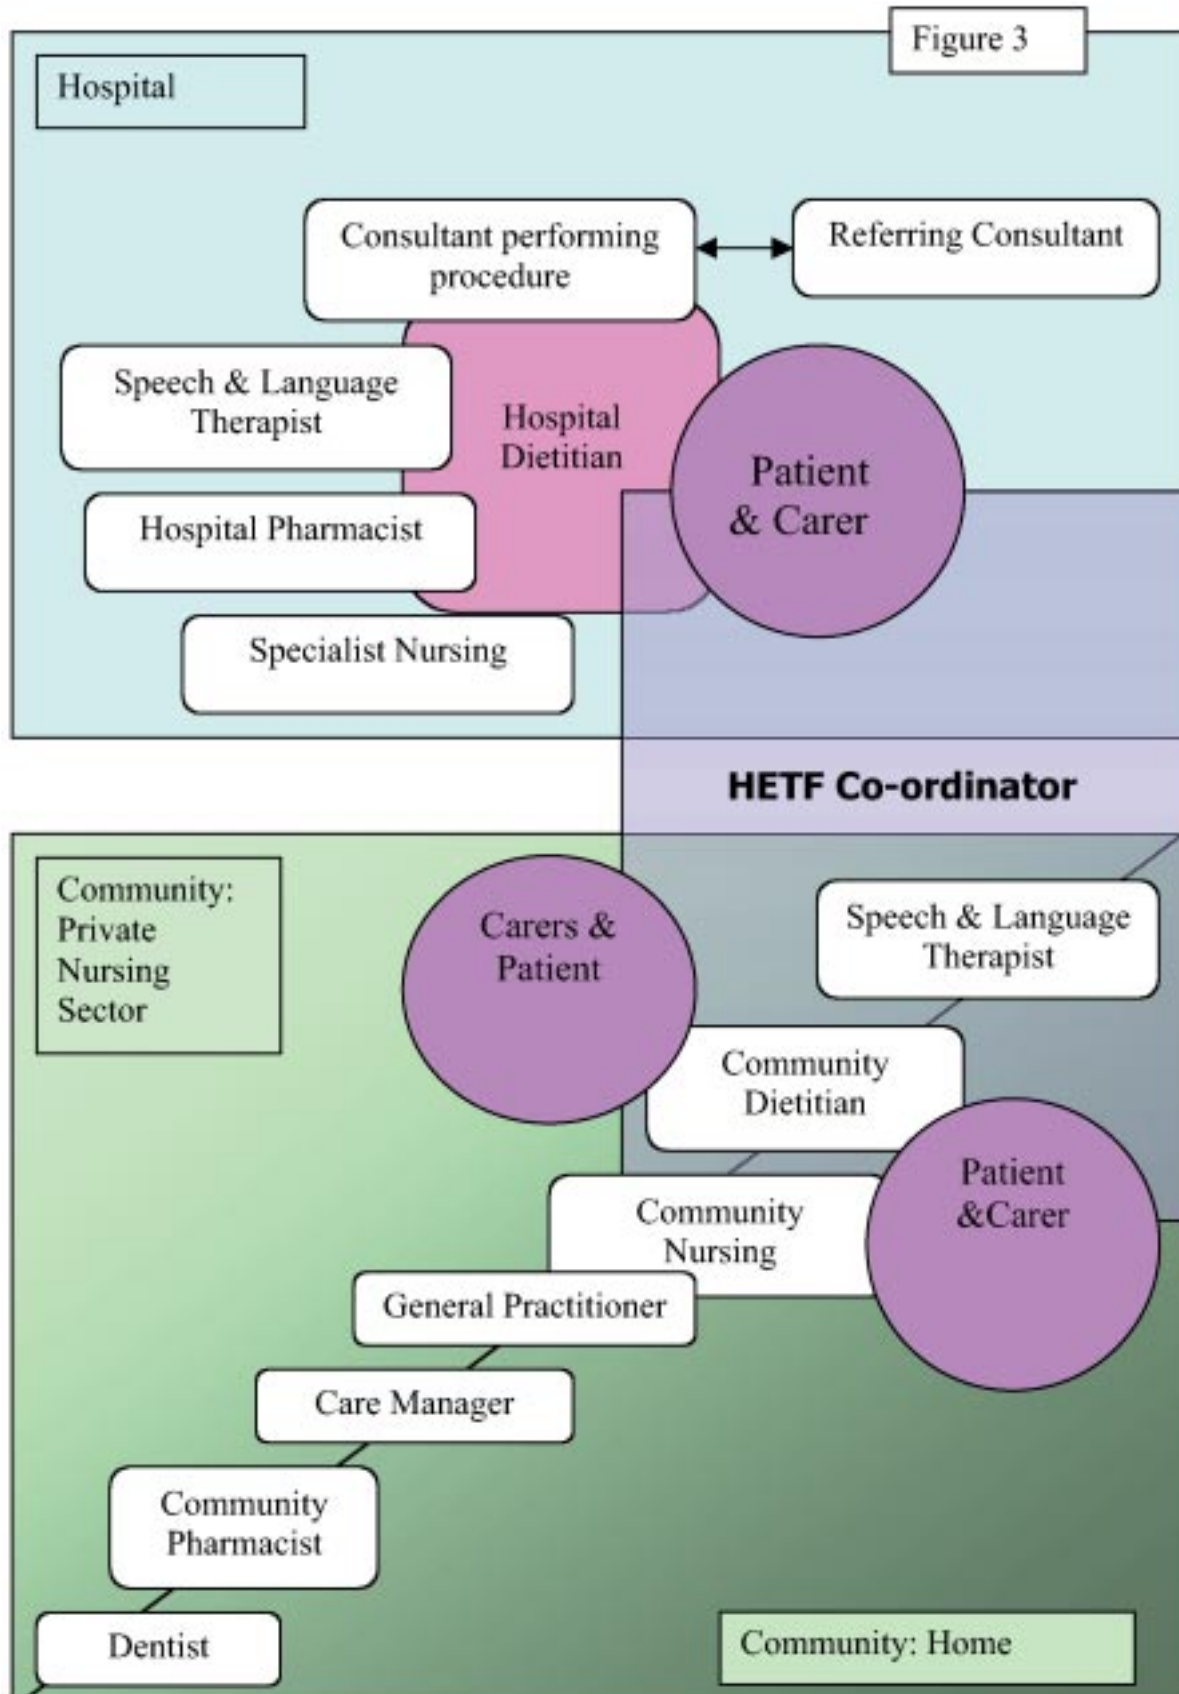 Figure 3
Hospital
Consultant performing
procedure
Referring Consultant
Speech & Language
Therapist
Hospital
Dietitian
Patient
& Carer
Hospital Pharmacist
Specialist Nursing
HETF Co-ordinator
Community:
Private
Nursing
Sector
Carers &
Patient
Speech & Language
Therapist
Community
Dietitian
Patient
&Carer
Community
Nursing
General Practitioner
Care Manager
Community
Pharmacist
Dentist
Community: Home